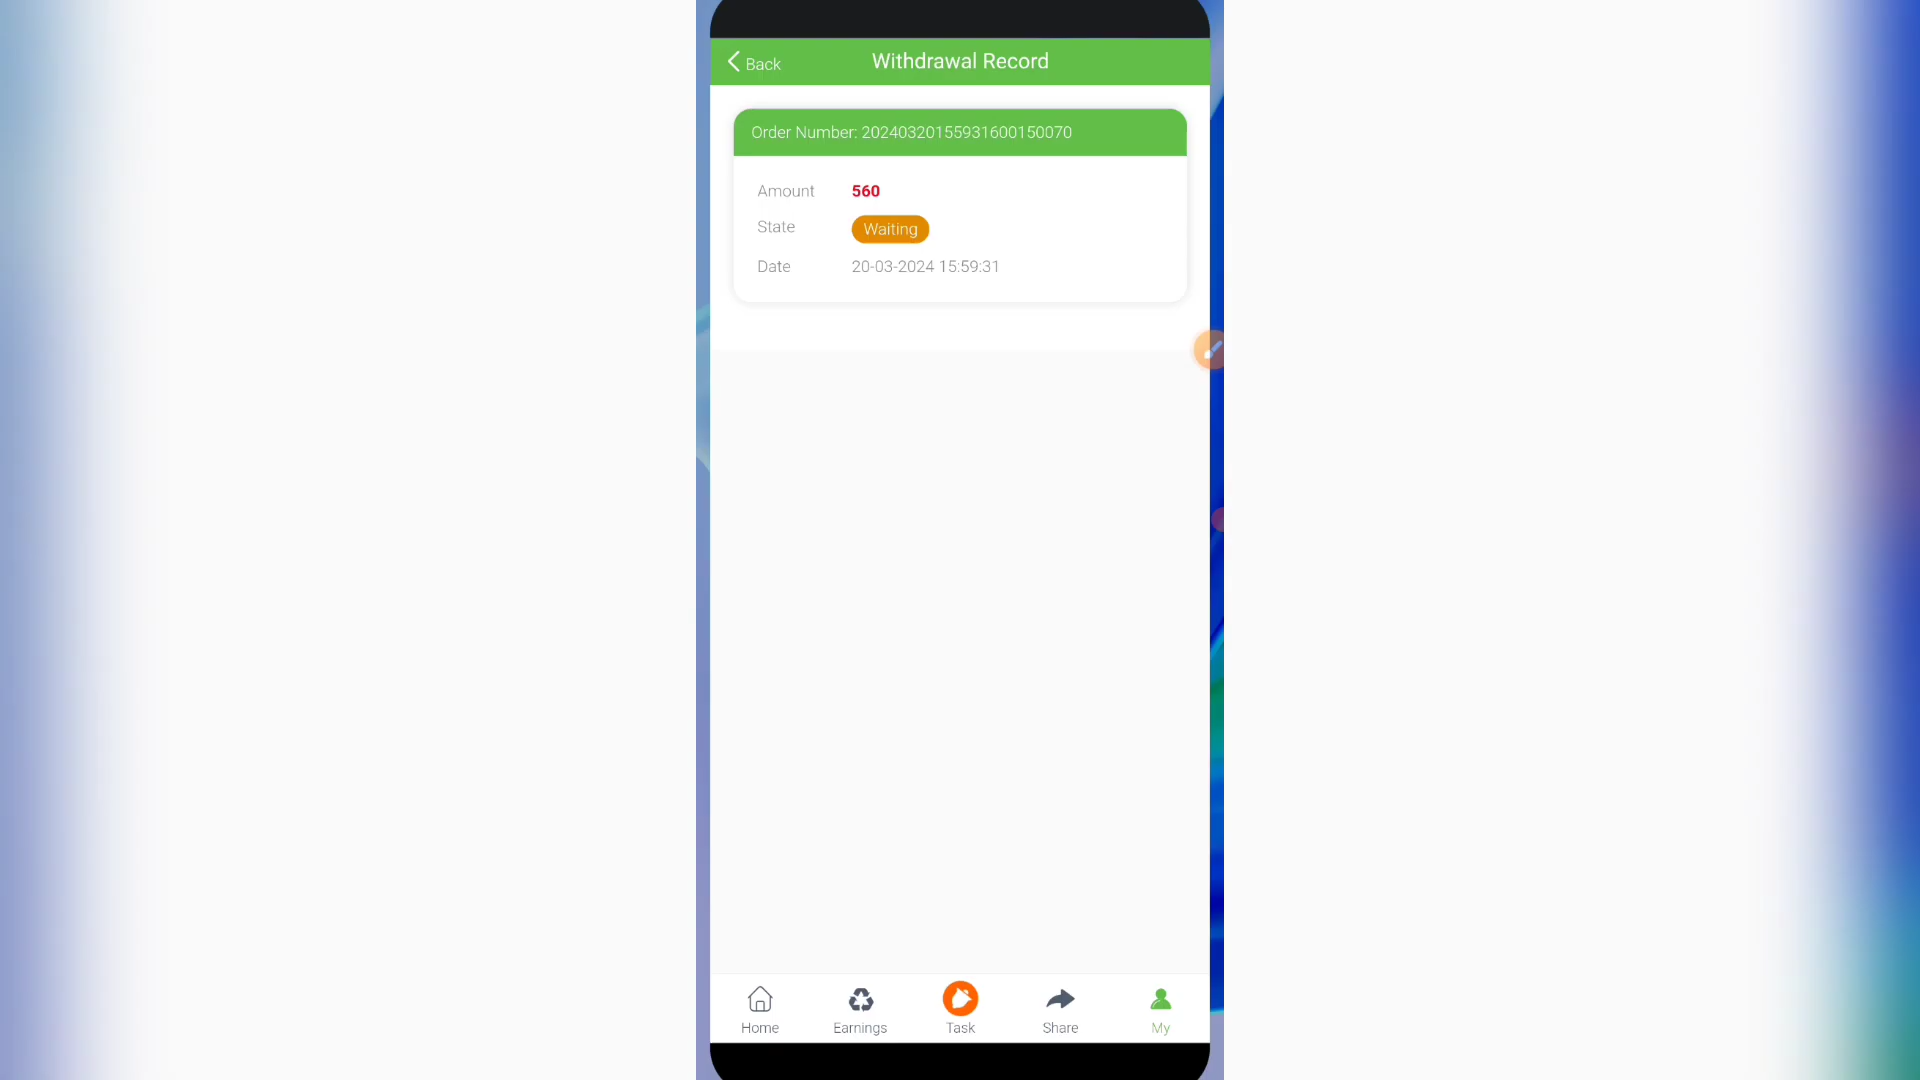 Back
Withdrawal Record
Order Number: 20240320155931600150070
Amount 560
State Waiting
Date 20-03-2024 15:59:31
Home Earnings Task Share My